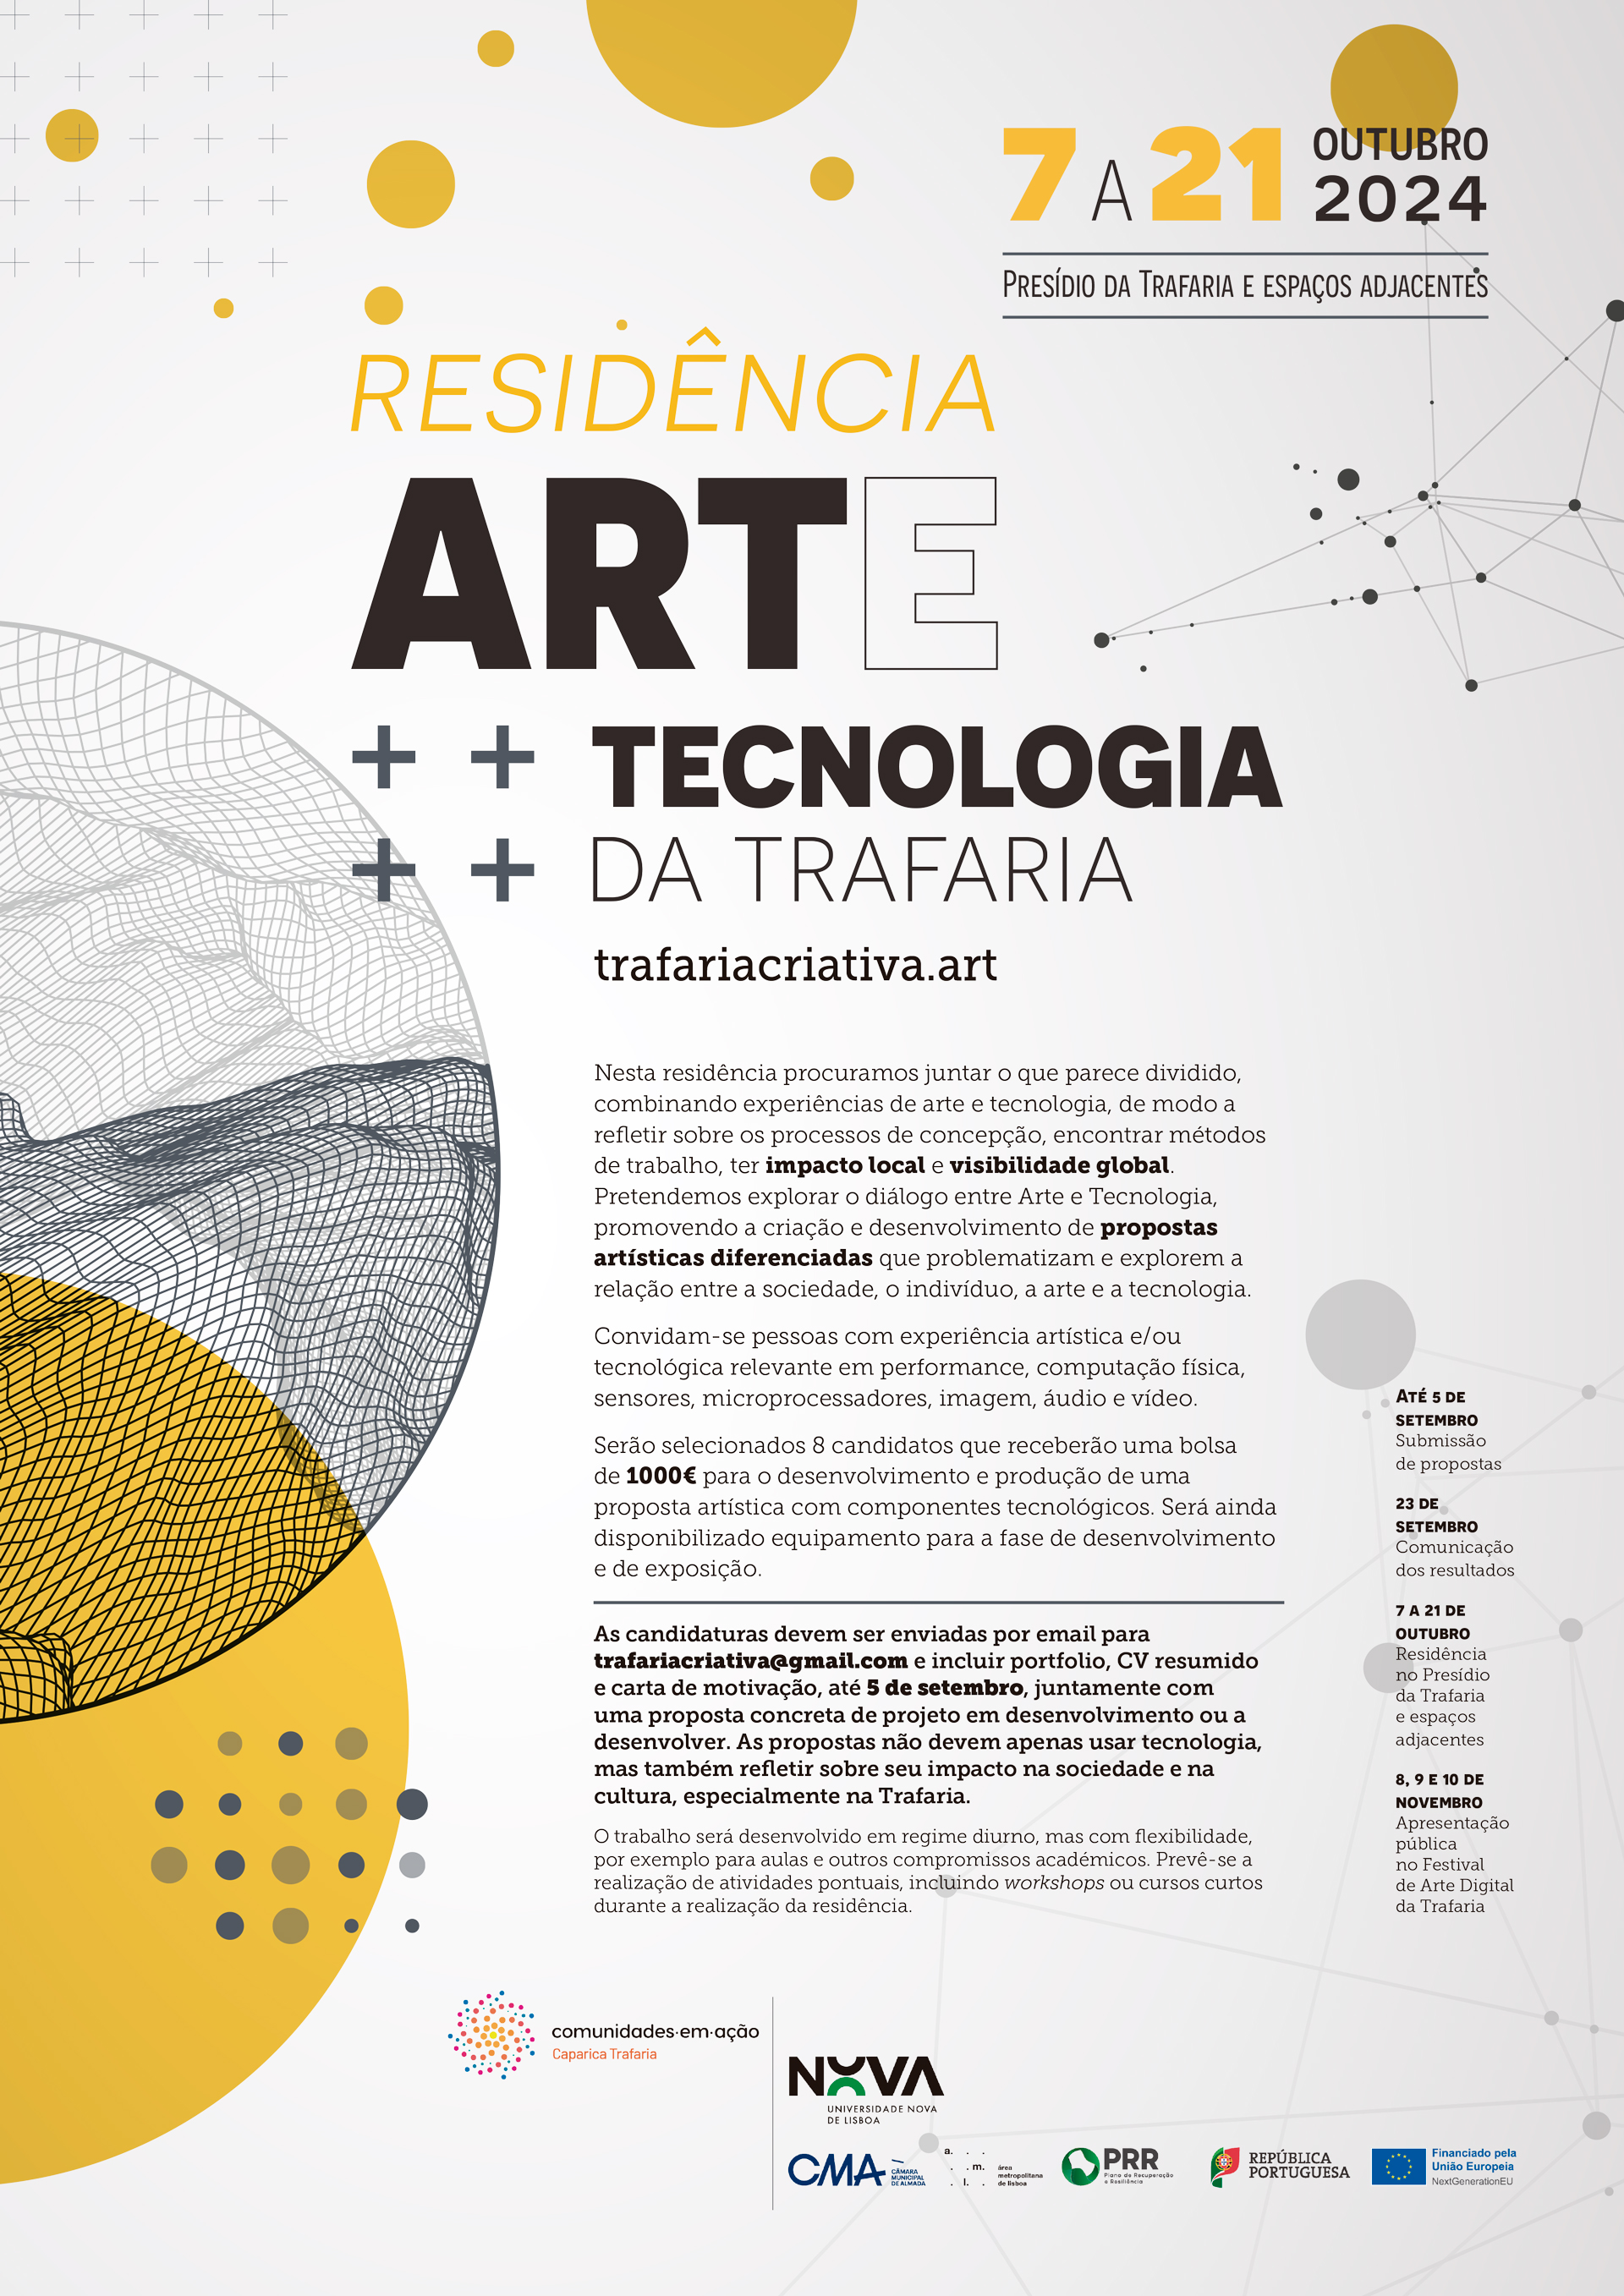 7 A 21 OUTUBRO
2024
PRESÍDIO DA TRAFARIA E ESPAÇOS ADJACENTES
RESIDÊNCIA
ARTE
++ TECNOLOGIA
++ DA TRAFARIA
trafariacriativa.art
Nesta residência procuramos juntar o que parece dividido,
combinando experiências de arte e tecnologia, de modo a
refletir sobre os processos de concepção, encontrar métodos
de trabalho, ter impacto local e visibilidade global.
Pretendemos explorar o diálogo entre Arte e Tecnologia,
promovendo a criação e desenvolvimento de propostas
artísticas diferenciadas que problematizam e explorem a
relação entre a sociedade, o indivíduo, a arte e a tecnologia.
Convidam-se pessoas com experiência artística e/ou
tecnológica relevante em performance, computação física,
sensores, microprocessadores, imagem, áudio e vídeo.
Serão selecionados 8 candidatos que receberão uma bolsa
de 1000€ para o desenvolvimento e produção de uma
proposta artística com componentes tecnológicos. Será ainda
disponibilizado equipamento para a fase de desenvolvimento
e de exposição.
As candidaturas devem ser enviadas por email para
trafariacriativa@gmail.com e incluir portfolio, CV resumido
e carta de motivação, até 5 de setembro, juntamente com
uma proposta concreta de projeto em desenvolvimento ou a
desenvolver. As propostas não devem apenas usar tecnologia,
mas também refletir sobre seu impacto na sociedade e na
cultura, especialmente na Trafaria.
O trabalho será desenvolvido em regime diurno, mas com flexibilidade,
por exemplo para aulas e outros compromissos académicos. Prevê-se a
realização de atividades pontuais, incluindo workshops ou cursos curtos
durante a realização da residência.
ATÉ 5 DE
SETEMBRO
Submissão
de propostas
23 DE
SETEMBRO
Comunicação
dos resultados
7 A 21 DE
OUTUBRO
Residência
no Presídio
da Trafaria
e espaços
adjacentes
8, 9 E 10 DE
NOVEMBRO
Apresentação
pública
no Festival
de Arte Digital
da Trafaria
comunidades·em·ação
Caparica Trafaria
NOVA
UNIVERSIDADE NOVA
DE LISBOA
CMA
CÂMARA
MUNICIPAL
DE ALMADA
a.
m.
l.
área
metropolitana
de lisboa
PRR
Plano de Recuperação
e Resiliência
REPÚBLICA
PORTUGUESA
Financiado pela
União Europeia
NextGenerationEU